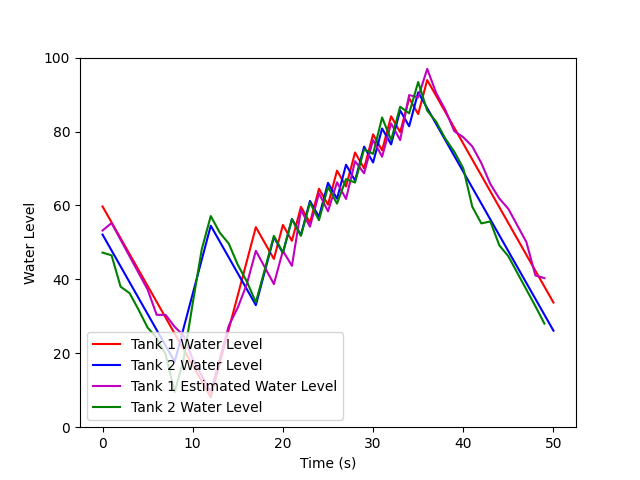 100
80
60
40
20
0
Water Level
Tank 1 Water Level
Tank 2 Water Level
Tank 1 Estimated Water Level
Tank 2 Water Level
0 10 20 30 40 50
Time (s)